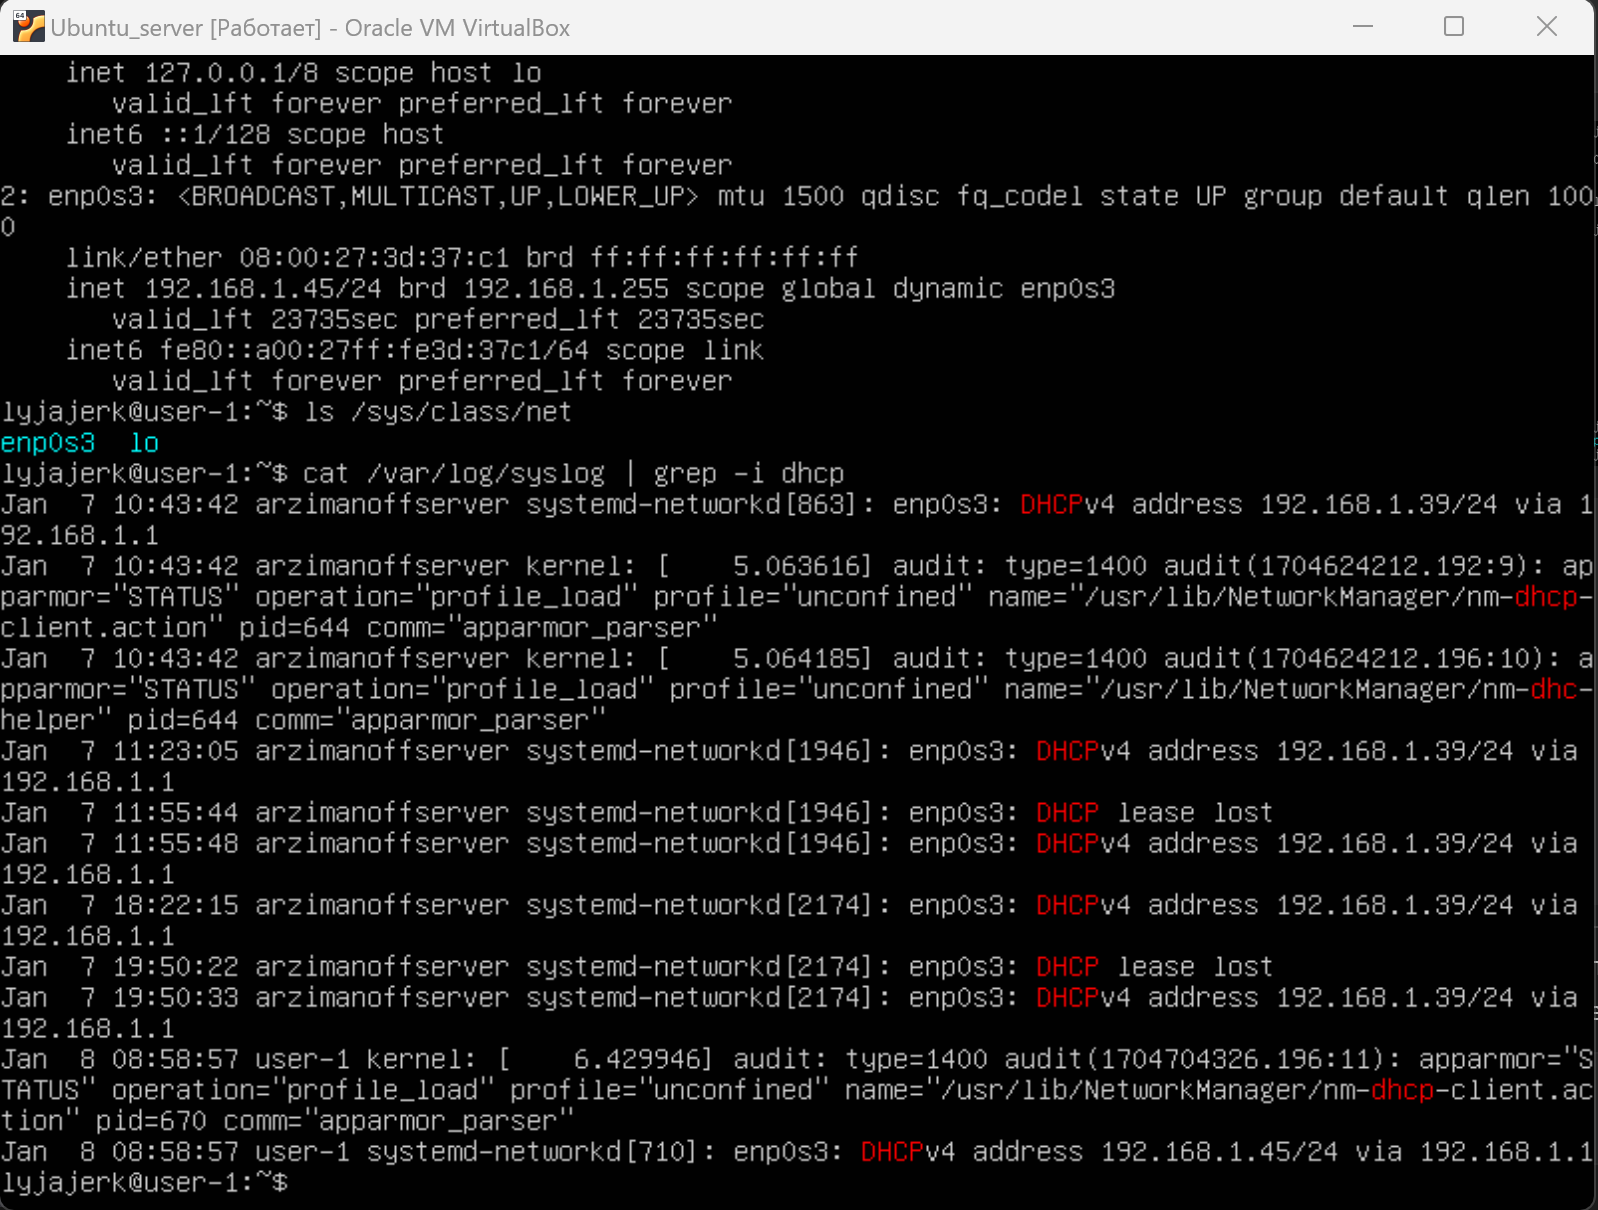 64
Ubuntu_server [Работает] - Oracle VM VirtualBox
inet 127.0.0.1/8 scope host lo
valid_lft forever preferred_lft forever
inet6 ::1/128 scope host
valid_lft forever preferred_lft forever
2: enp0s3: <BROADCAST,MULTICAST,UP,LOWER_UP> mtu 1500 qdisc fq_codel state UP group default qlen 100
0
link/ether 08:00:27:3d:37:c1 brd ff:ff:ff:ff:ff:ff
inet 192.168.1.45/24 brd 192.168.1.255 scope global dynamic enp0s3
valid_lft 23735sec preferred_lft 23735sec
inet6 fe80::a00:27ff:fe3d:37c1/64 scope link
valid_lft forever preferred_lft forever
lyjajerk@user-1:~$ ls /sys/class/net
enp0s3  lo
lyjajerk@user-1:~$ cat /var/log/syslog | grep -i dhcp
Jan  7 10:43:42 arzimanoffserver systemd-networkd[863]: enp0s3: DHCPv4 address 192.168.1.39/24 via 1
92.168.1.1
Jan  7 10:43:42 arzimanoffserver kernel: [    5.063616] audit: type=1400 audit(1704624212.192:9): ap
parmor="STATUS" operation="profile_load" profile="unconfined" name="/usr/lib/NetworkManager/nm-dhcp-
client.action" pid=644 comm="apparmor_parser"
Jan  7 10:43:42 arzimanoffserver kernel: [    5.064185] audit: type=1400 audit(1704624212.196:10): a
pparmor="STATUS" operation="profile_load" profile="unconfined" name="/usr/lib/NetworkManager/nm-dhc-
helper" pid=644 comm="apparmor_parser"
Jan  7 11:23:05 arzimanoffserver systemd-networkd[1946]: enp0s3: DHCPv4 address 192.168.1.39/24 via
192.168.1.1
Jan  7 11:55:44 arzimanoffserver systemd-networkd[1946]: enp0s3: DHCP lease lost
Jan  7 11:55:48 arzimanoffserver systemd-networkd[1946]: enp0s3: DHCPv4 address 192.168.1.39/24 via
192.168.1.1
Jan  7 18:22:15 arzimanoffserver systemd-networkd[2174]: enp0s3: DHCPv4 address 192.168.1.39/24 via
192.168.1.1
Jan  7 19:50:22 arzimanoffserver systemd-networkd[2174]: enp0s3: DHCP lease lost
Jan  7 19:50:33 arzimanoffserver systemd-networkd[2174]: enp0s3: DHCPv4 address 192.168.1.39/24 via
192.168.1.1
Jan  8 08:58:57 user-1 kernel: [    6.429946] audit: type=1400 audit(1704704326.196:11): apparmor="S
TATUS" operation="profile_load" profile="unconfined" name="/usr/lib/NetworkManager/nm-dhcp-client.ac
tion" pid=670 comm="apparmor_parser"
Jan  8 08:58:57 user-1 systemd-networkd[710]: enp0s3: DHCPv4 address 192.168.1.45/24 via 192.168.1.1
lyjajerk@user-1:~$